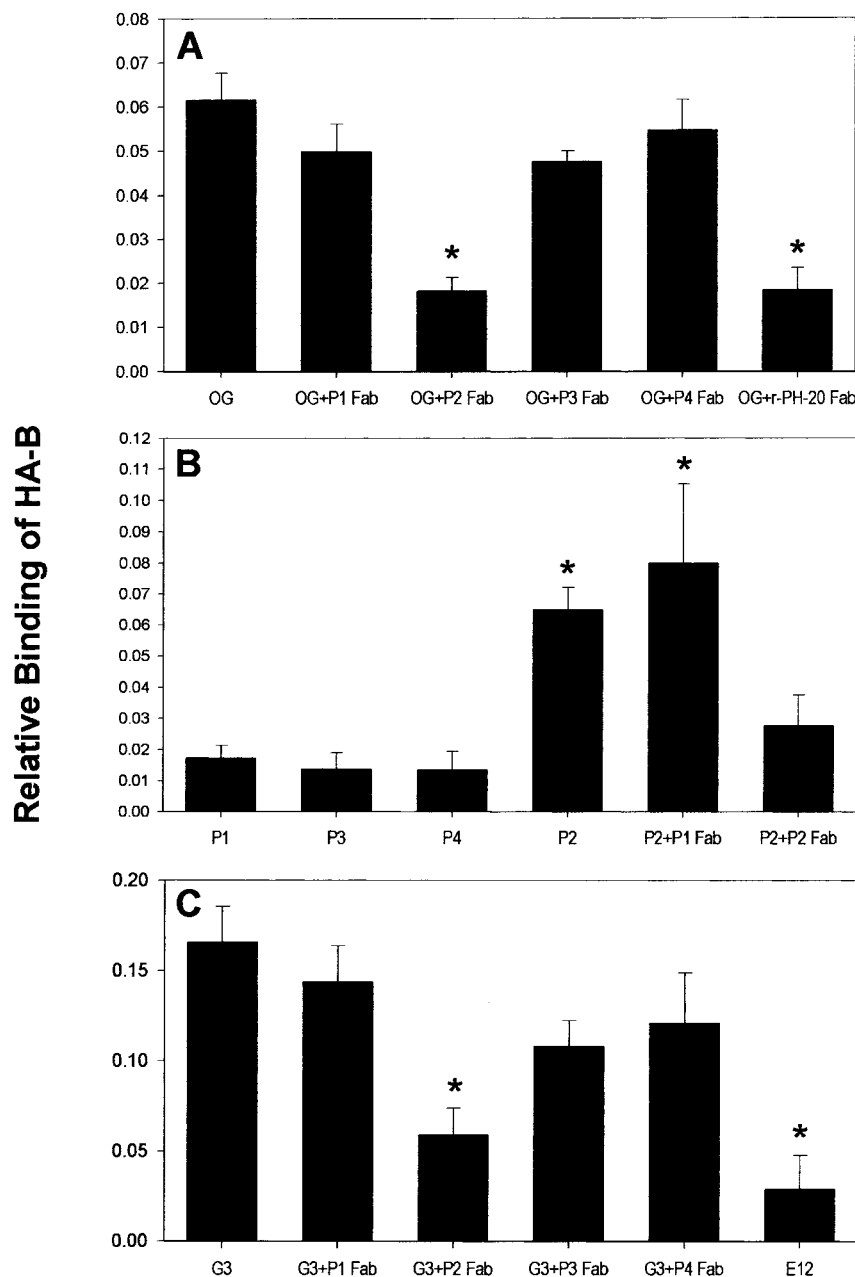 Relative Binding of HA-B
A
0.08
0.07
0.06
0.05
0.04
0.03
0.02
0.01
0.00
*
*
OG
OG+P1 Fab
OG+P2 Fab
OG+P3 Fab
OG+P4 Fab
OG+r-PH-20 Fab
B
0.12
0.11
0.10
0.09
0.08
0.07
0.06
0.05
0.04
0.03
0.02
0.01
0.00
*
*
P1
P3
P4
P2
P2+P1 Fab
P2+P2 Fab
C
0.20
0.15
0.10
0.05
0.00
*
*
G3
G3+P1 Fab
G3+P2 Fab
G3+P3 Fab
G3+P4 Fab
E12